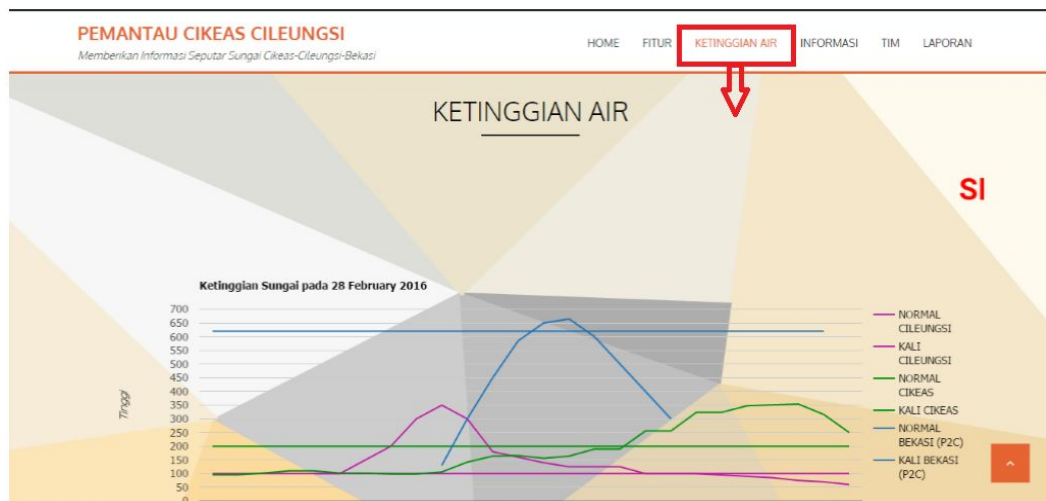 PEMANTAU CIKEAS CILEUNGSI
Memberikan Informasi Seputar Sungai Cikeas-Cileungsi-Bekasi
HOME FITUR KETINGGIAN AIR INFORMASI TIM LAPORAN
KETINGGIAN AIR
SI
Ketinggian Sungai pada 28 February 2016
Tinggi
700
650
600
550
500
450
400
350
300
250
200
150
100
50
0
NORMAL
CILEUNGSI
KALI
CILEUNGSI
NORMAL
CIKEAS
KALI CIKEAS
NORMAL
BEKASI (P2C)
KALI BEKASI
(P2C)